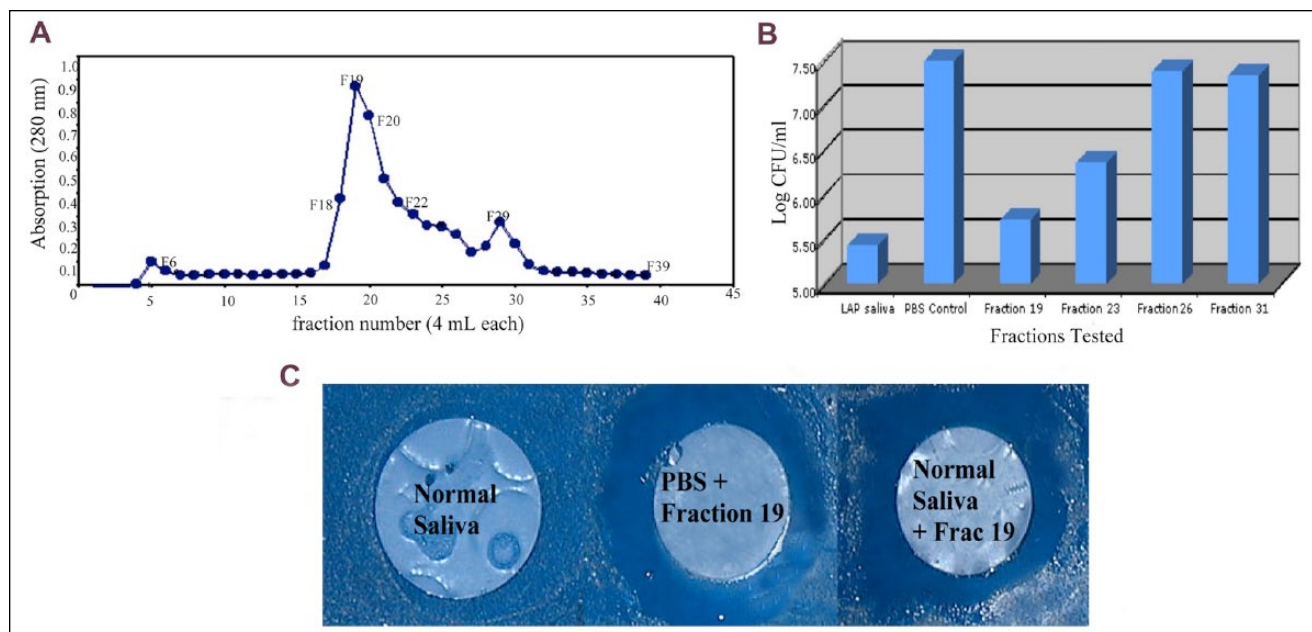 A
Absorption (280 nm)
1.0
0.9
0.8
0.7
0.6
0.5
0.4
0.3
0.2
0.1
0
5
10
15
20
25
30
35
40
45
F6
F18
F19
F20
F22
F29
F39
fraction number (4 mL each)
B
Log CFU/ml
7.50
7.00
6.50
6.00
5.50
5.00
LAP saliva
PBS Control
Fraction 19
Fraction 23
Fraction 26
Fraction 31
Fractions Tested
C
Normal
Saliva
PBS +
Fraction 19
Normal
Saliva
+ Frac 19